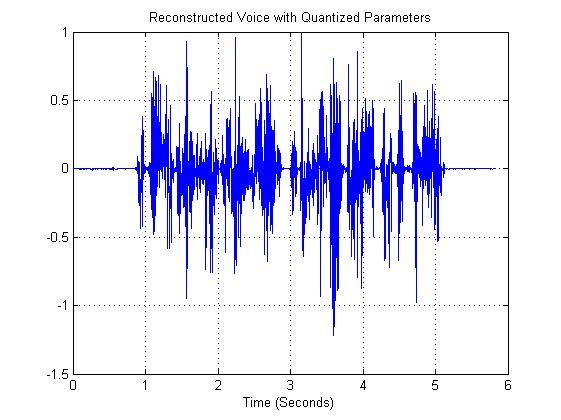 Reconstructed Voice with Quantized Parameters
1
0.5
0
-0.5
-1
-1.5
0 1 2 3 4 5 6
Time (Seconds)